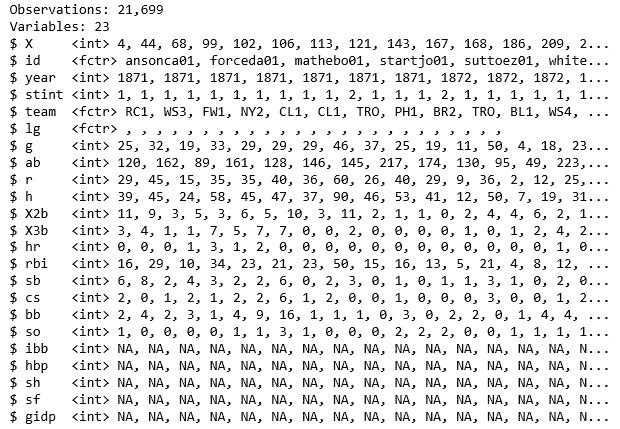 Observations: 21,699
Variables: 23
$ X <int> 4, 44, 68, 99, 102, 106, 113, 121, 143, 167, 168, 186, 209, 2...
$ id <fctr> ansonca01, forceda01, mathebo01, startjo01, suttoez01, white...
$ year <int> 1871, 1871, 1871, 1871, 1871, 1871, 1871, 1872, 1872, 1872, 1...
$ stint <int> 1, 1, 1, 1, 1, 1, 1, 1, 2, 1, 1, 1, 2, 1, 1, 1, 1, 1, 1...
$ team <fctr> RC1, WS3, FW1, NY2, CL1, CL1, TRO, PH1, BR2, TRO, BL1, WS4, ...
$ lg <fctr> , , , , , , , , , , , , , , , , , , , , , , , , ,
$ g <int> 25, 32, 19, 33, 29, 29, 29, 46, 37, 25, 19, 11, 50, 4, 18, 23...
$ ab <int> 120, 162, 89, 161, 128, 146, 145, 217, 174, 130, 95, 49, 223,...
$ r <int> 29, 45, 15, 35, 35, 40, 36, 60, 26, 40, 29, 9, 36, 2, 12, 25,...
$ h <int> 39, 45, 24, 58, 45, 47, 37, 90, 46, 53, 41, 12, 50, 7, 19, 31...
$ X2b <int> 11, 9, 3, 5, 3, 6, 5, 10, 3, 11, 2, 1, 1, 0, 2, 4, 4, 6, 2, 1...
$ X3b <int> 3, 4, 1, 1, 7, 5, 7, 7, 0, 0, 2, 0, 0, 0, 0, 1, 0, 1, 2, 4, 2...
$ hr <int> 0, 0, 0, 1, 3, 1, 2, 0, 0, 0, 0, 0, 0, 0, 0, 0, 0, 0, 1, 0...
$ rbi <int> 16, 29, 10, 34, 23, 21, 23, 50, 15, 16, 13, 5, 21, 4, 8, 12, ...
$ sb <int> 6, 8, 2, 4, 3, 2, 2, 6, 0, 2, 3, 0, 1, 0, 1, 1, 3, 1, 0, 2, 0...
$ cs <int> 2, 0, 1, 2, 1, 2, 2, 6, 1, 2, 0, 0, 1, 0, 0, 0, 3, 0, 0, 1, 2...
$ bb <int> 2, 4, 2, 3, 1, 4, 9, 16, 1, 1, 1, 0, 3, 0, 2, 2, 0, 1, 4, 4, ...
$ so <int> 1, 0, 0, 0, 0, 1, 1, 3, 1, 0, 0, 0, 2, 2, 2, 0, 0, 1, 1, 1, 1...
$ ibb <int> NA, NA, NA, NA, NA, NA, NA, NA, NA, NA, NA, NA, NA, NA, NA, N...
$ hbp <int> NA, NA, NA, NA, NA, NA, NA, NA, NA, NA, NA, NA, NA, NA, NA, N...
$ sh <int> NA, NA, NA, NA, NA, NA, NA, NA, NA, NA, NA, NA, NA, NA, NA, N...
$ sf <int> NA, NA, NA, NA, NA, NA, NA, NA, NA, NA, NA, NA, NA, NA, NA, N...
$ gidp <int> NA, NA, NA, NA, NA, NA, NA, NA, NA, NA, NA, NA, NA, NA, NA, N...